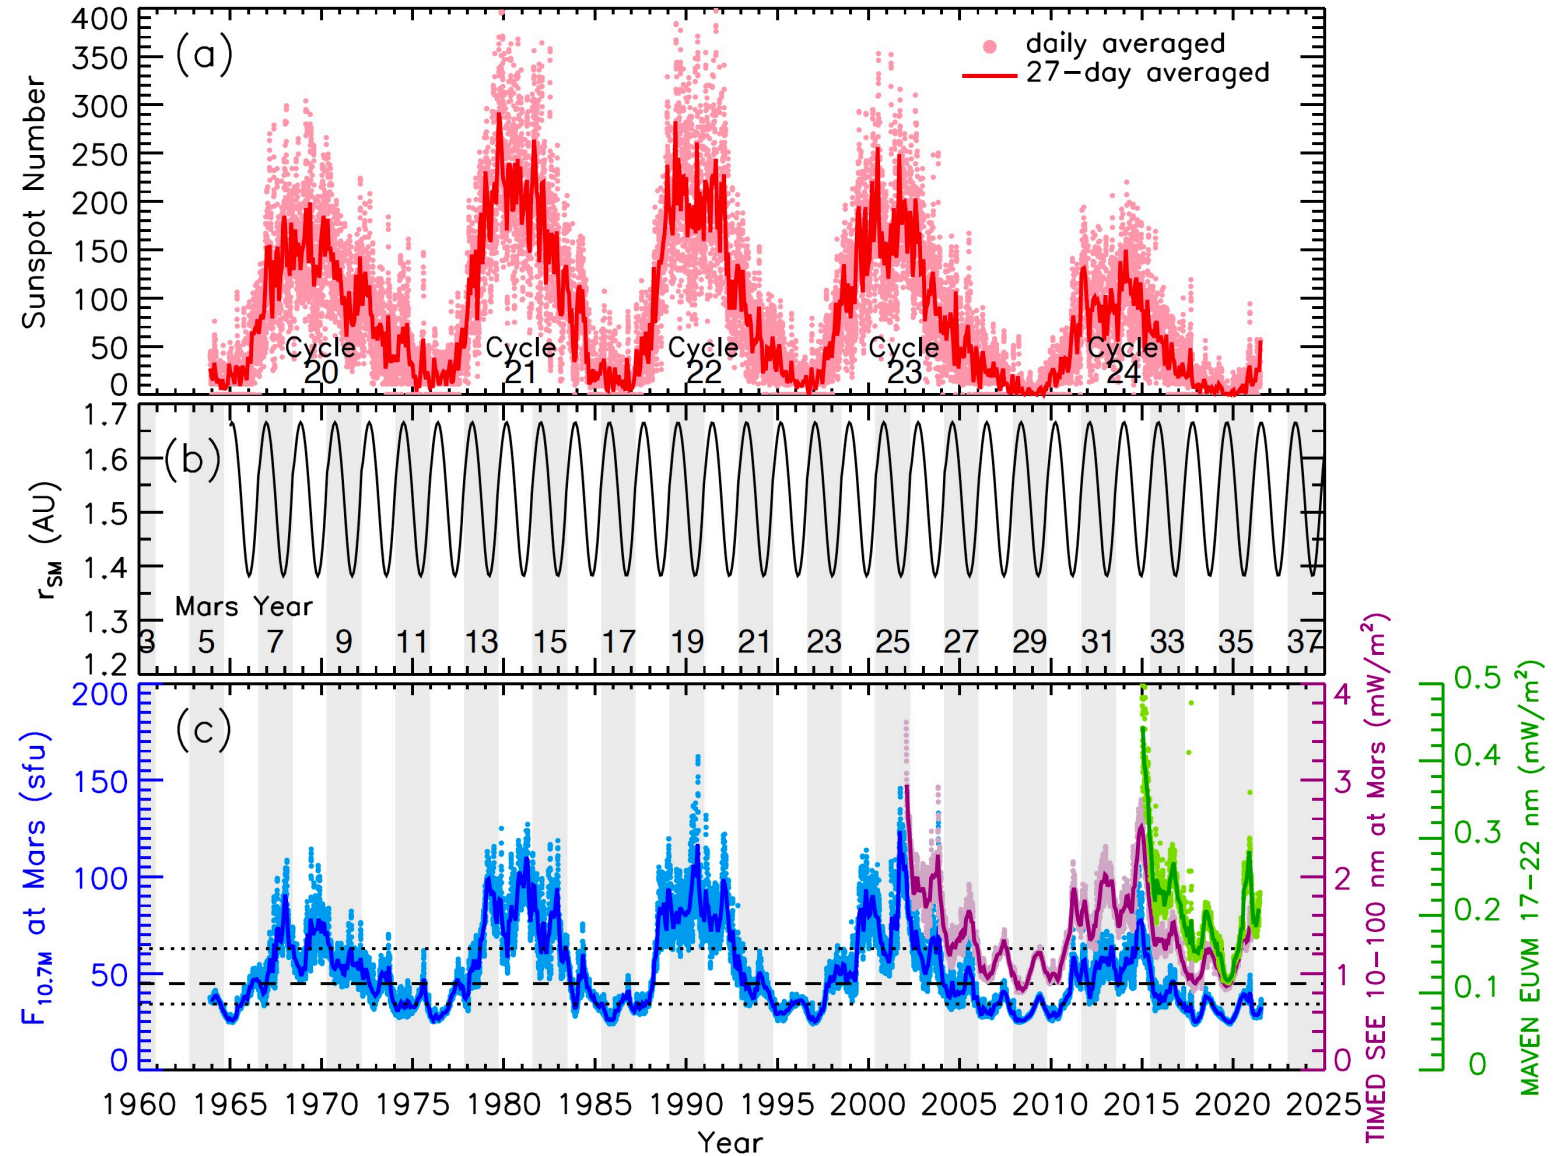 400
350
300
250
200
150
100
50
0
Sunspot Number
(a)
daily averaged
27-day averaged
Cycle
20
Cycle
21
Cycle
22
Cycle
23
Cycle
24
1.7
1.6
1.5
1.4
1.3
1.2
r_SM (AU)
(b)
Mars Year
3 5 7 9 11 13 15 17 19 21 23 25 27 29 31 33 35 37
200
150
100
50
0
F_10.7M at Mars (sfu)
(c)
4
3
2
1
0
TIMED SEE 10-100 nm at Mars (mW/m²)
0.5
0.4
0.3
0.2
0.1
0
MAVEN EUVM 17-22 nm (mW/m²)
1960 1965 1970 1975 1980 1985 1990 1995 2000 2005 2010 2015 2020 2025
Year